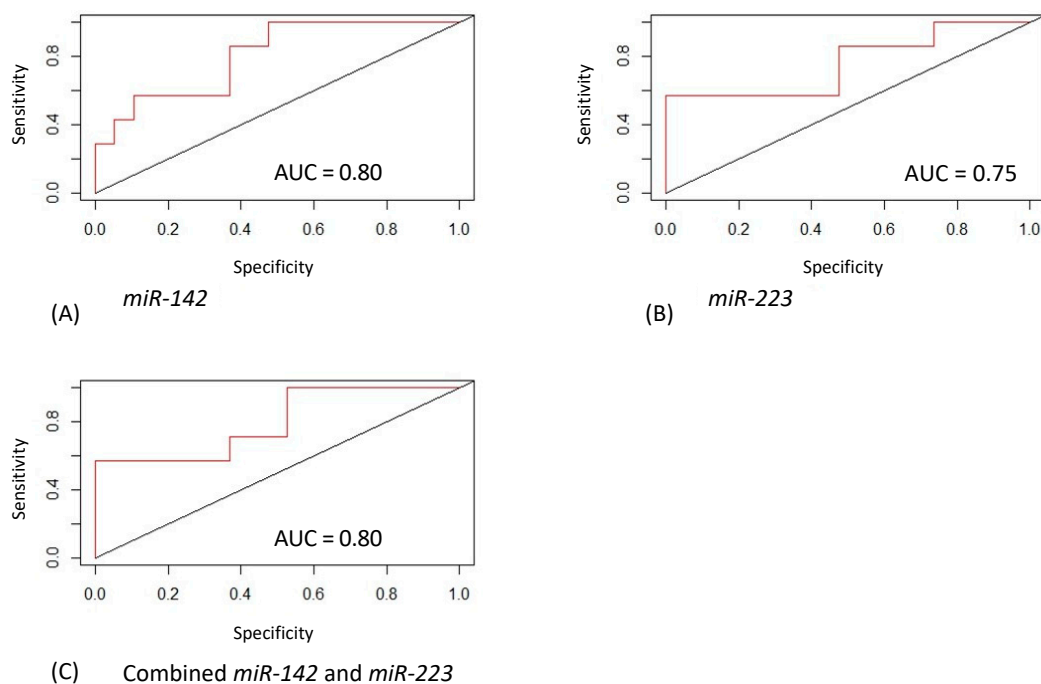 Sensitivity
0.0 0.4 0.8
AUC = 0.80
0.0 0.2 0.4 0.6 0.8 1.0
Specificity
(A) miR-142
Sensitivity
0.0 0.4 0.8
AUC = 0.75
0.0 0.2 0.4 0.6 0.8 1.0
Specificity
(B) miR-223
Sensitivity
0.0 0.4 0.8
AUC = 0.80
0.0 0.2 0.4 0.6 0.8 1.0
Specificity
(C) Combined miR-142 and miR-223